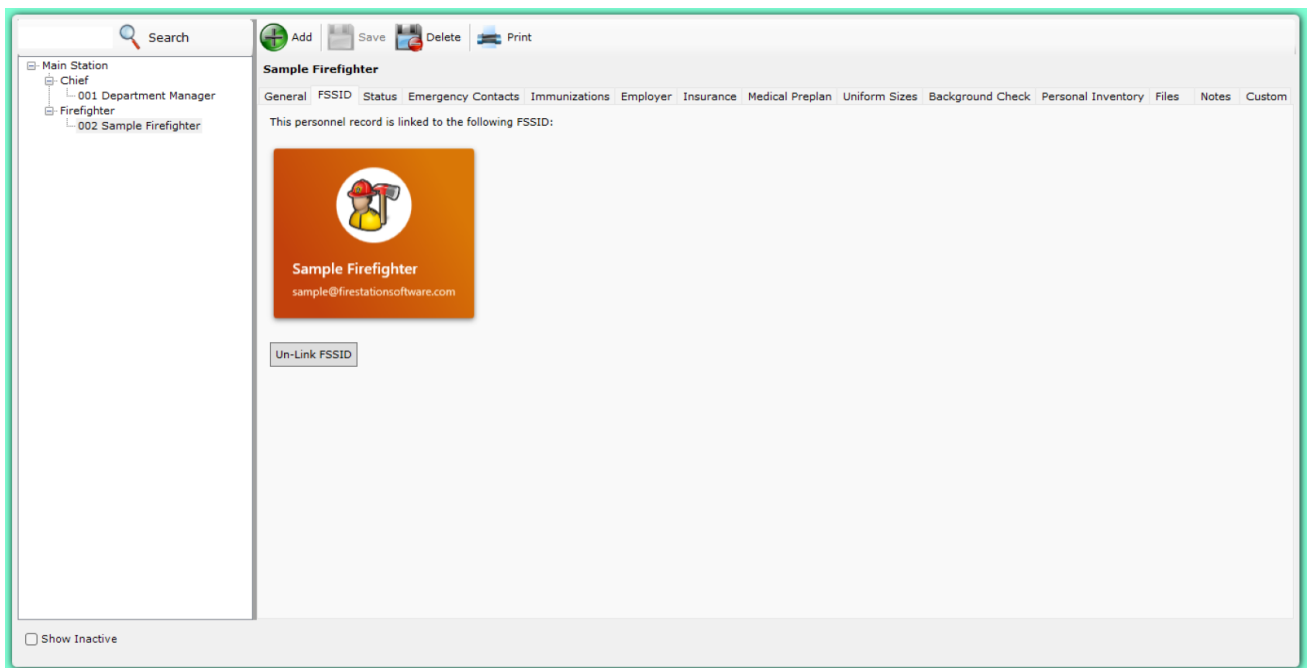 Search
Add Save Delete Print
Main Station
Chief
001 Department Manager
Firefighter
002 Sample Firefighter
Sample Firefighter
General FSSID Status Emergency Contacts Immunizations Employer Insurance Medical Preplan Uniform Sizes Background Check Personal Inventory Files Notes Custom
This personnel record is linked to the following FSSID:
Sample Firefighter
sample@firestationsoftware.com
Un-Link FSSID
Show Inactive